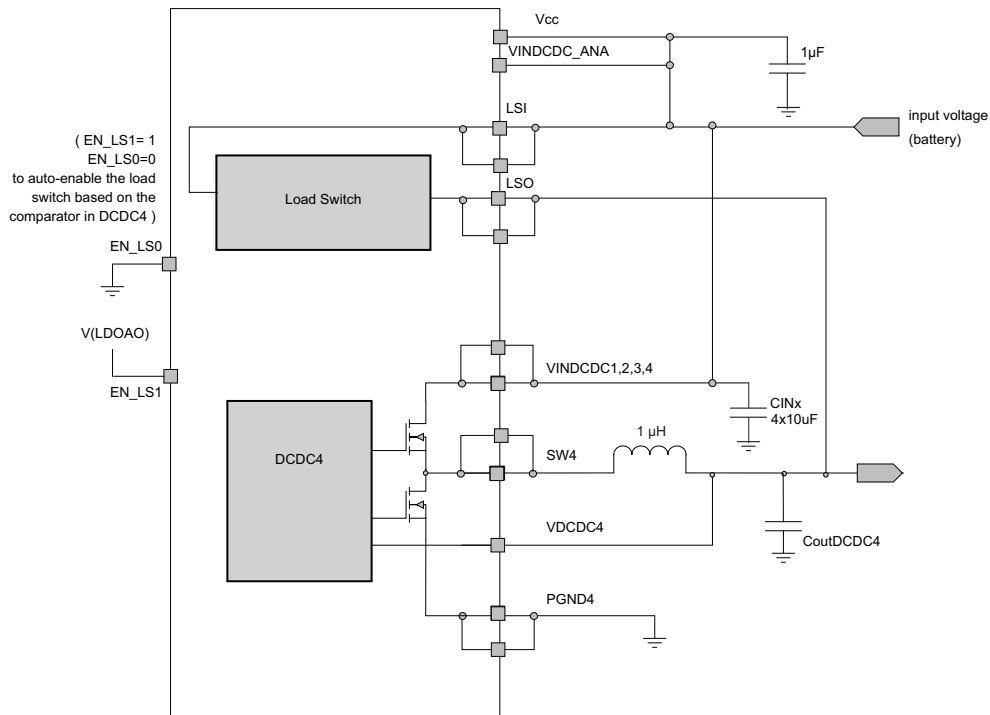 Vcc
VINDCDC_ANA
1µF
LSI
input voltage
(battery)
( EN_LS1= 1
EN_LS0=0
to auto-enable the load
switch based on the
comparator in DCDC4 )
Load Switch
LSO
EN_LS0
V(LDOAO)
EN_LS1
VINDCDC1,2,3,4
CINx
4x10uF
DCDC4
SW4
1 µH
VDCDC4
CoutDCDC4
PGND4